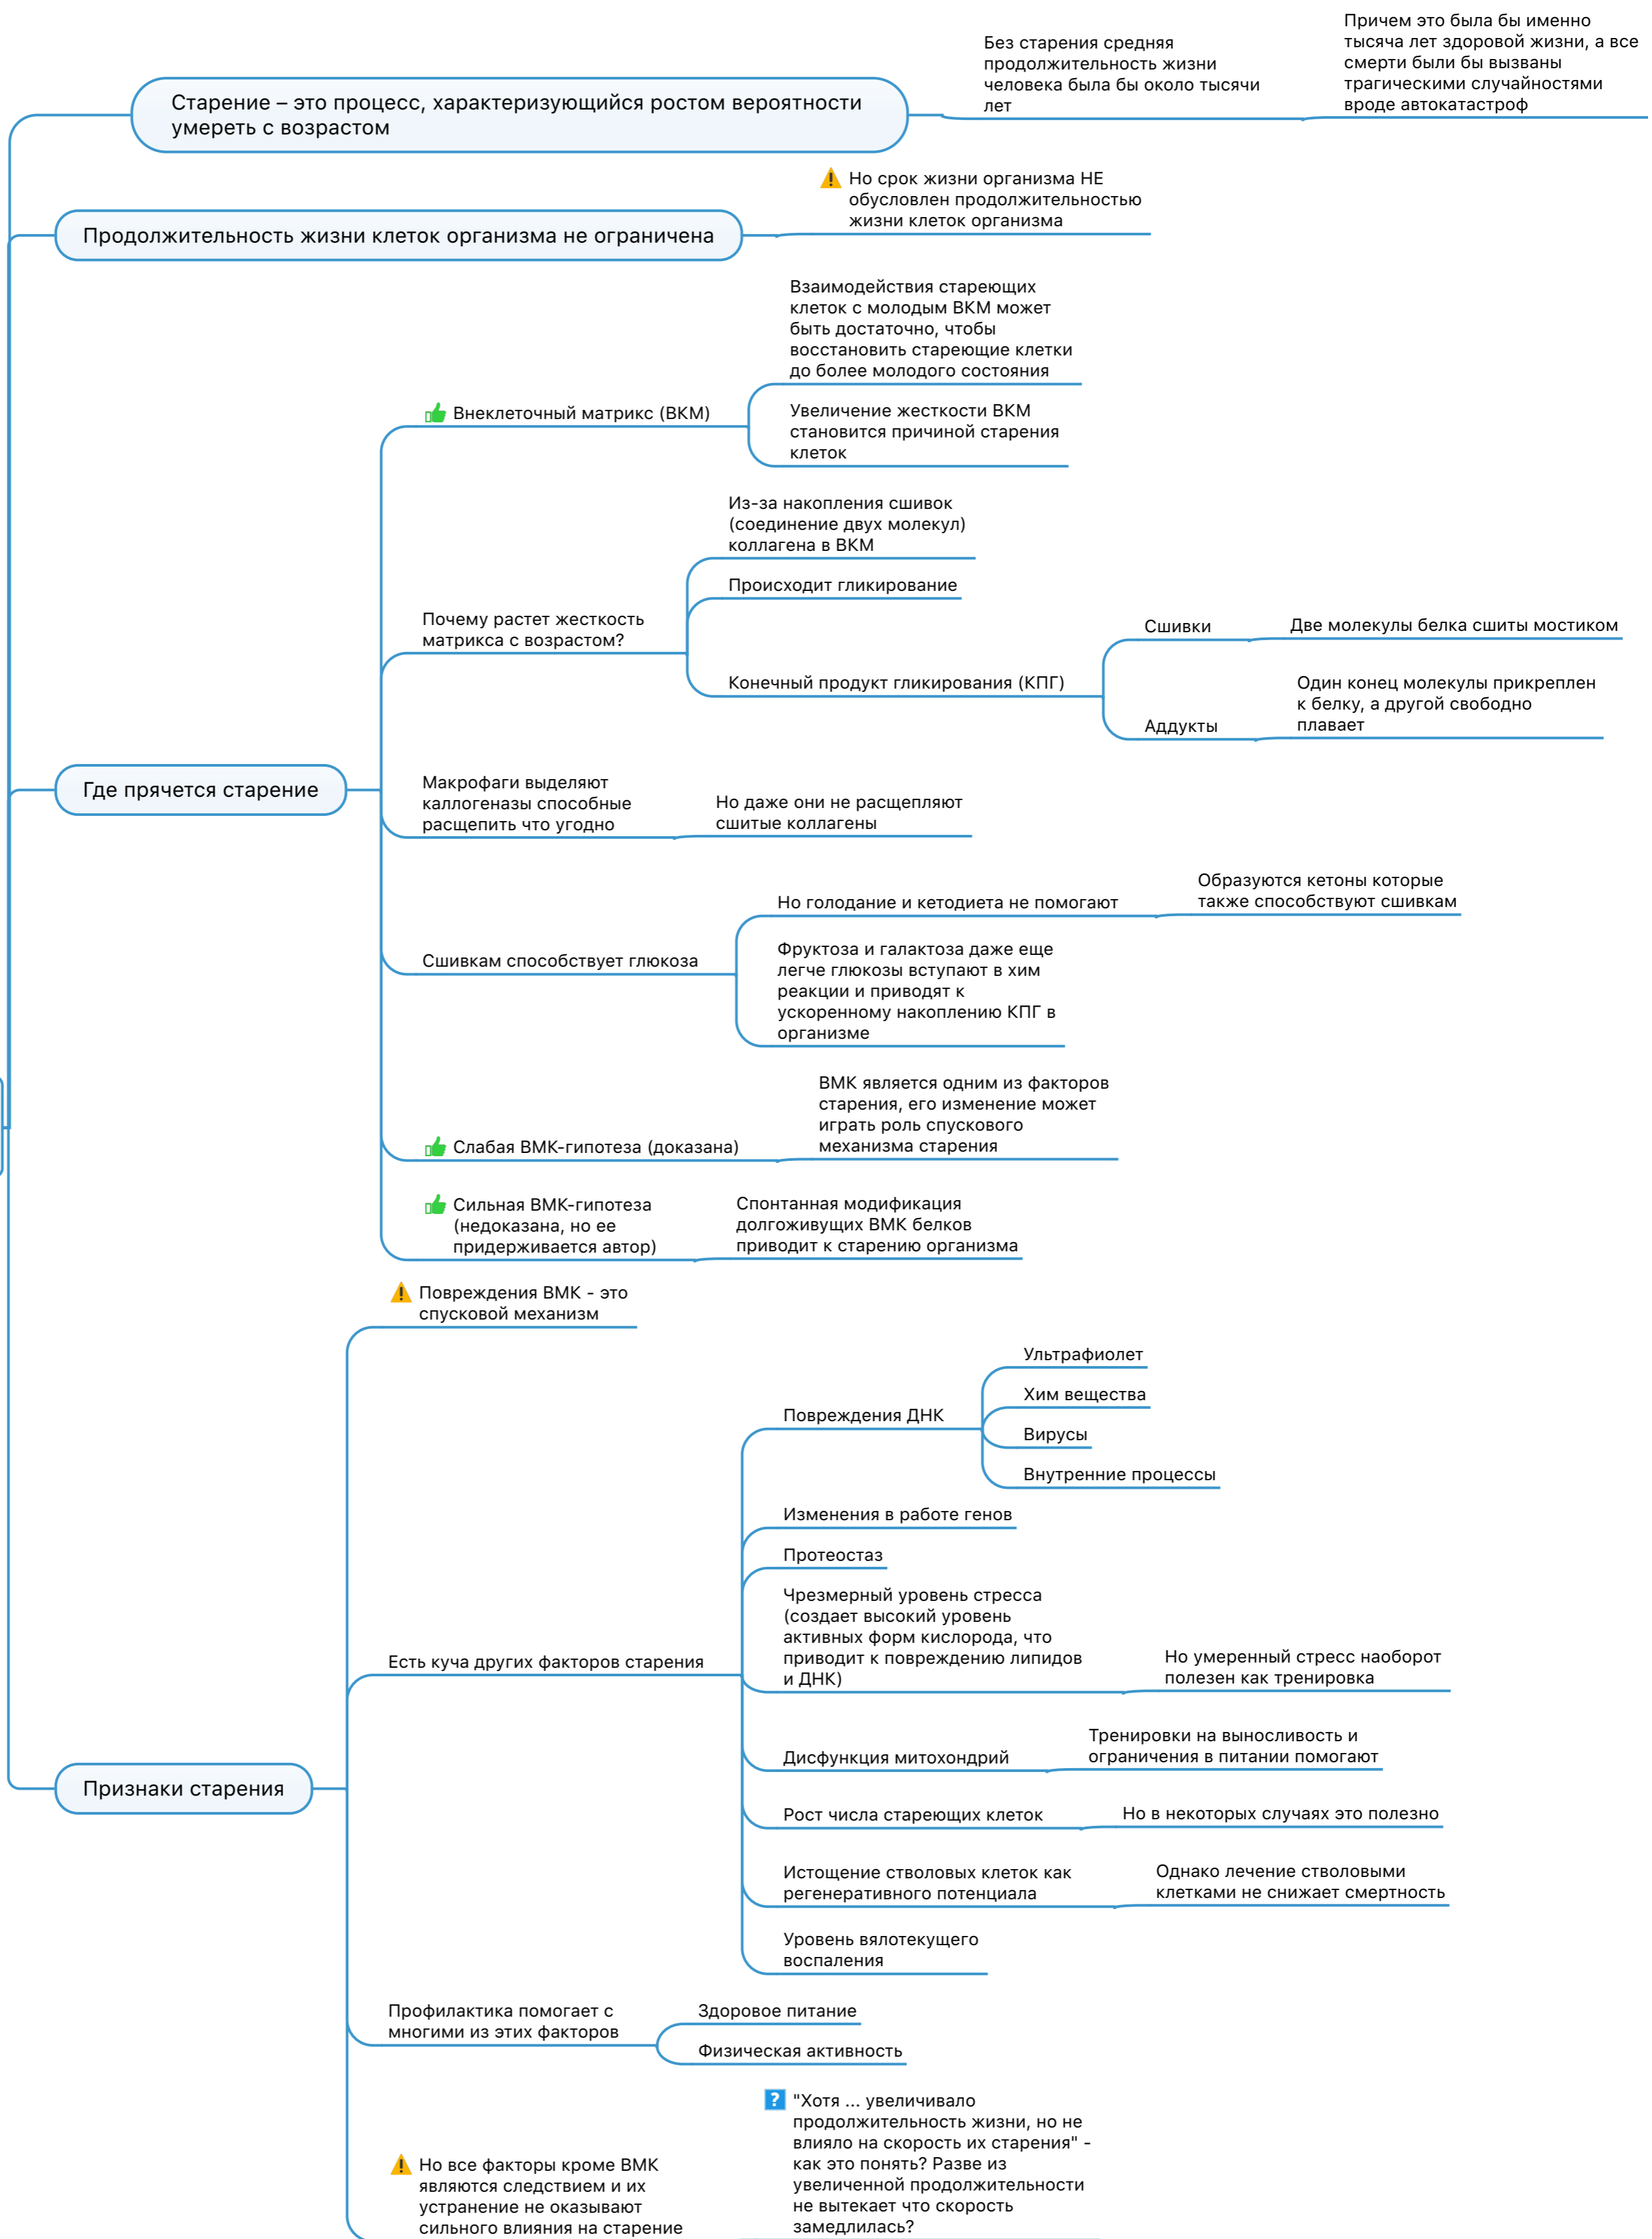 Старение – это процесс, характеризующийся ростом вероятности
умереть с возрастом
Без старения средняя
продолжительность жизни
человека была бы около тысячи
лет
Причем это была бы именно
тысяча лет здоровой жизни, а все
смерти были бы вызваны
трагическими случайностями
вроде автокатастроф
Продолжительность жизни клеток организма не ограничена
Но срок жизни организма НЕ
обусловлен продолжительностью
жизни клеток организма
Где прячется старение
Внеклеточный матрикс (ВКМ)
Взаимодействия стареющих
клеток с молодым ВКМ может
быть достаточно, чтобы
восстановить стареющие клетки
до более молодого состояния
Увеличение жесткости ВКМ
становится причиной старения
клеток
Почему растет жесткость
матрикса с возрастом?
Из-за накопления сшивок
(соединение двух молекул)
коллагена в ВКМ
Происходит гликирование
Конечный продукт гликирования (КПГ)
Сшивки
Две молекулы белка сшиты мостиком
Аддукты
Один конец молекулы прикреплен
к белку, а другой свободно
плавает
Макрофаги выделяют
каллогеназы способные
расщепить что угодно
Но даже они не расщепляют
сшитые коллагены
Сшивкам способствует глюкоза
Но голодание и кетодиета не помогают
Образуются кетоны которые
также способствуют сшивкам
Фруктоза и галактоза даже еще
легче глюкозы вступают в хим
реакции и приводят к
ускоренному накоплению КПГ в
организме
Слабая ВМК-гипотеза (доказана)
ВМК является одним из факторов
старения, его изменение может
играть роль спускового
механизма старения
Сильная ВМК-гипотеза
(недоказана, но ее
придерживается автор)
Спонтанная модификация
долгоживущих ВМК белков
приводит к старению организма
Признаки старения
Повреждения ВМК - это
спусковой механизм
Есть куча других факторов старения
Повреждения ДНК
Ультрафиолет
Хим вещества
Вирусы
Внутренние процессы
Изменения в работе генов
Протеостаз
Чрезмерный уровень стресса
(создает высокий уровень
активных форм кислорода, что
приводит к повреждению липидов
и ДНК)
Но умеренный стресс наоборот
полезен как тренировка
Дисфункция митохондрий
Тренировки на выносливость и
ограничения в питании помогают
Рост числа стареющих клеток
Но в некоторых случаях это полезно
Истощение стволовых клеток как
регенеративного потенциала
Однако лечение стволовыми
клетками не снижает смертность
Уровень вялотекущего
воспаления
Профилактика помогает с
многими из этих факторов
Здоровое питание
Физическая активность
Но все факторы кроме ВМК
являются следствием и их
устранение не оказывают
сильного влияния на старение
"Хотя ... увеличивало
продолжительность жизни, но не
влияло на скорость их старения" -
как это понять? Разве из
увеличенной продолжительности
не вытекает что скорость
замедлилась?